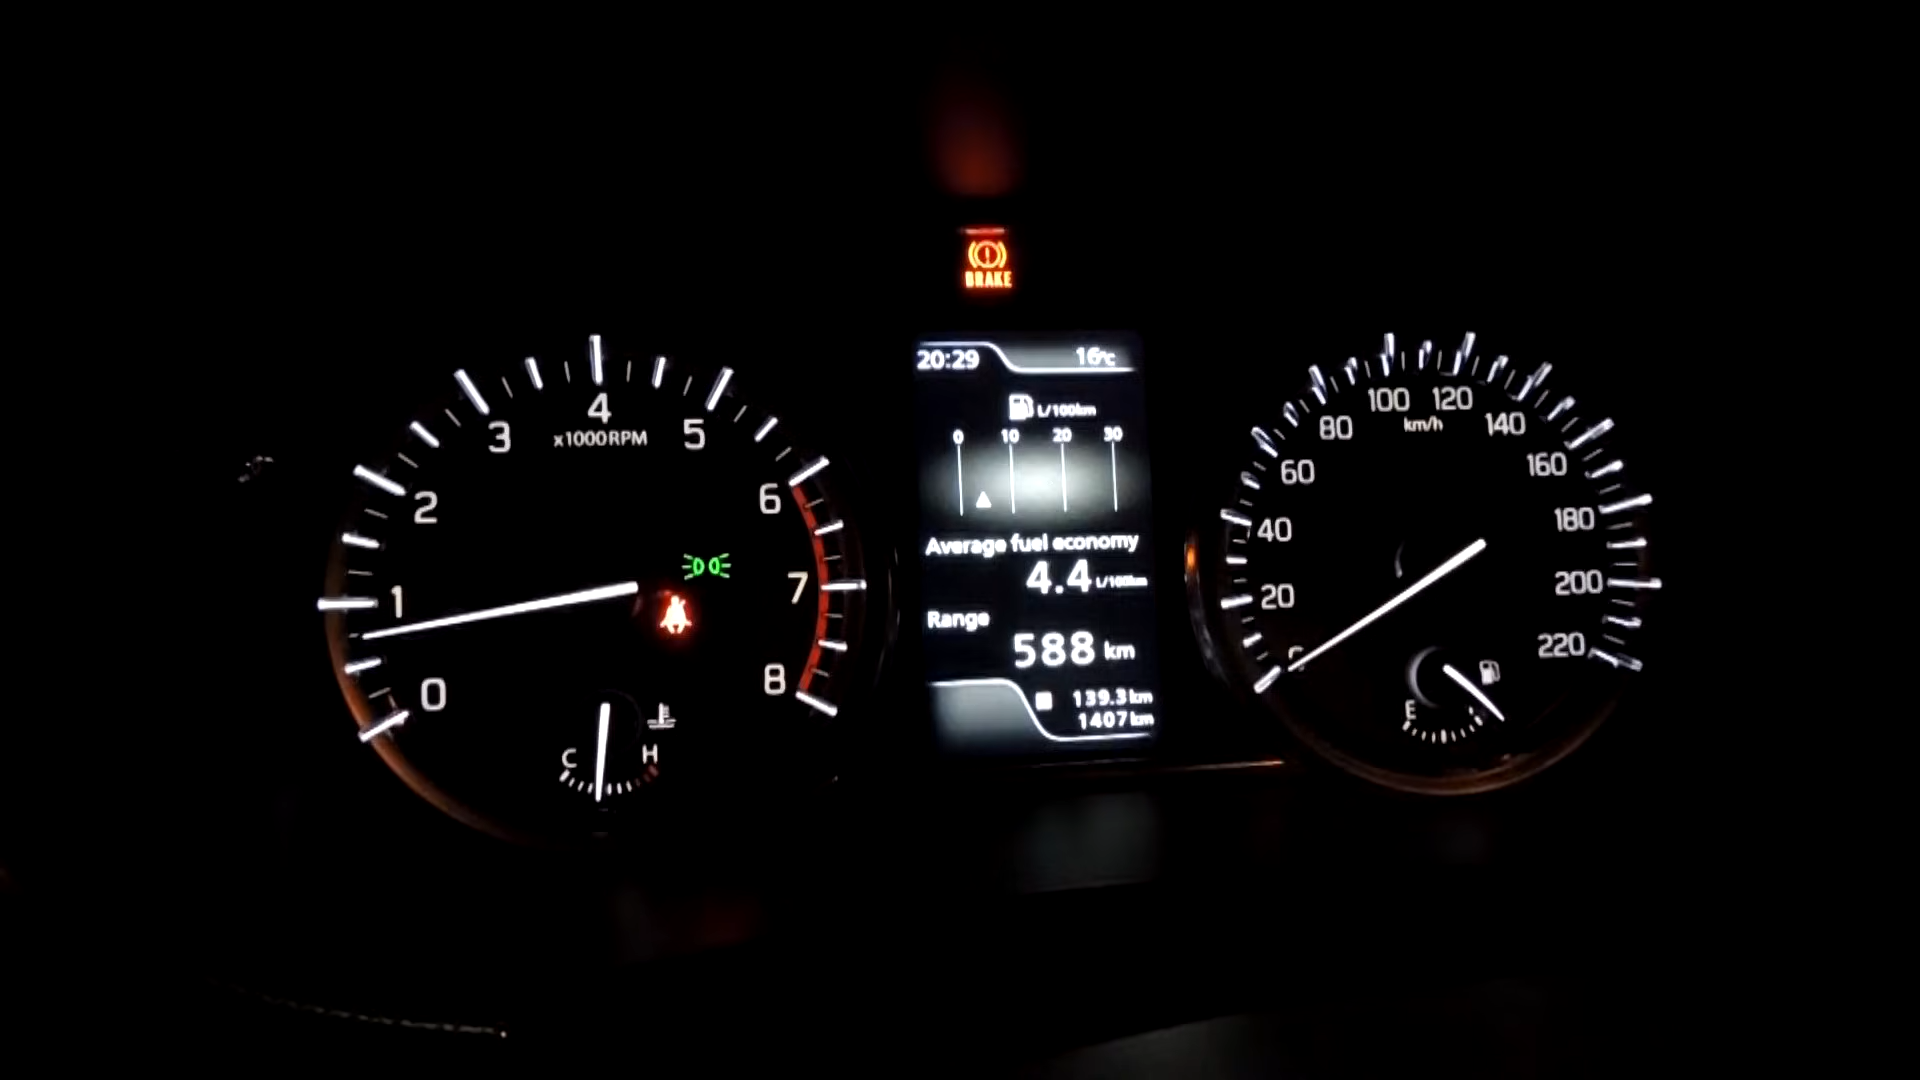 BRAKE
20:29 16°C
L/100km
0 10 20 30
Average fuel economy
4.4 L/100km
Range
588 km
139.3 km
1407 km
0
1
2
3
4
5
6
7
8
x1000 RPM
C H
20
40
60
80
100
120
140
160
180
200
220
km/h
E